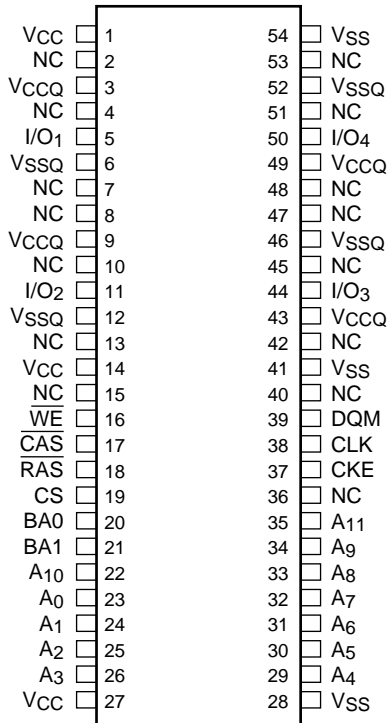 VCC 1 54 VSS
NC 2 53 NC
VCCQ 3 52 VSSQ
NC 4 51 NC
I/O1 5 50 I/O4
VSSQ 6 49 VCCQ
NC 7 48 NC
NC 8 47 NC
VCCQ 9 46 VSSQ
NC 10 45 NC
I/O2 11 44 I/O3
VSSQ 12 43 VCCQ
NC 13 42 NC
VCC 14 41 VSS
NC 15 40 NC
W̅E̅ 16 39 DQM
C̅A̅S̅ 17 38 CLK
R̅A̅S̅ 18 37 CKE
CS 19 36 NC
BA0 20 35 A11
BA1 21 34 A9
A10 22 33 A8
A0 23 32 A7
A1 24 31 A6
A2 25 30 A5
A3 26 29 A4
VCC 27 28 VSS